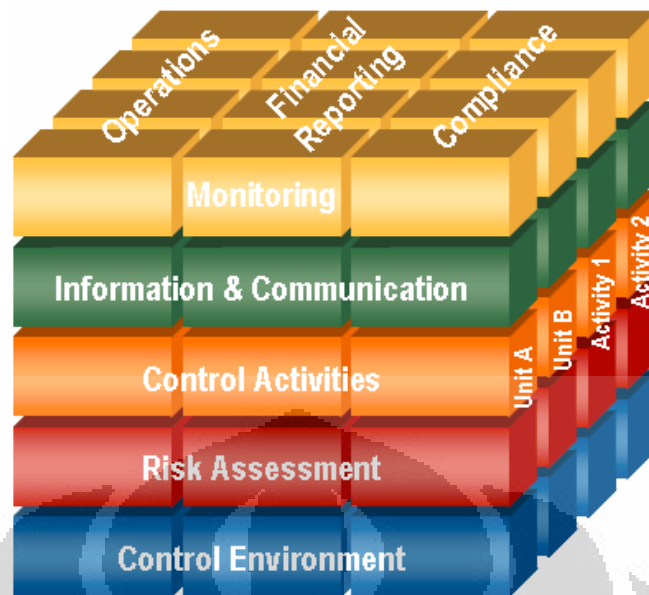 Operations
Financial
Reporting
Compliance
Monitoring
Information & Communication
Control Activities
Risk Assessment
Control Environment
Unit A
Unit B
Activity 1
Activity 2